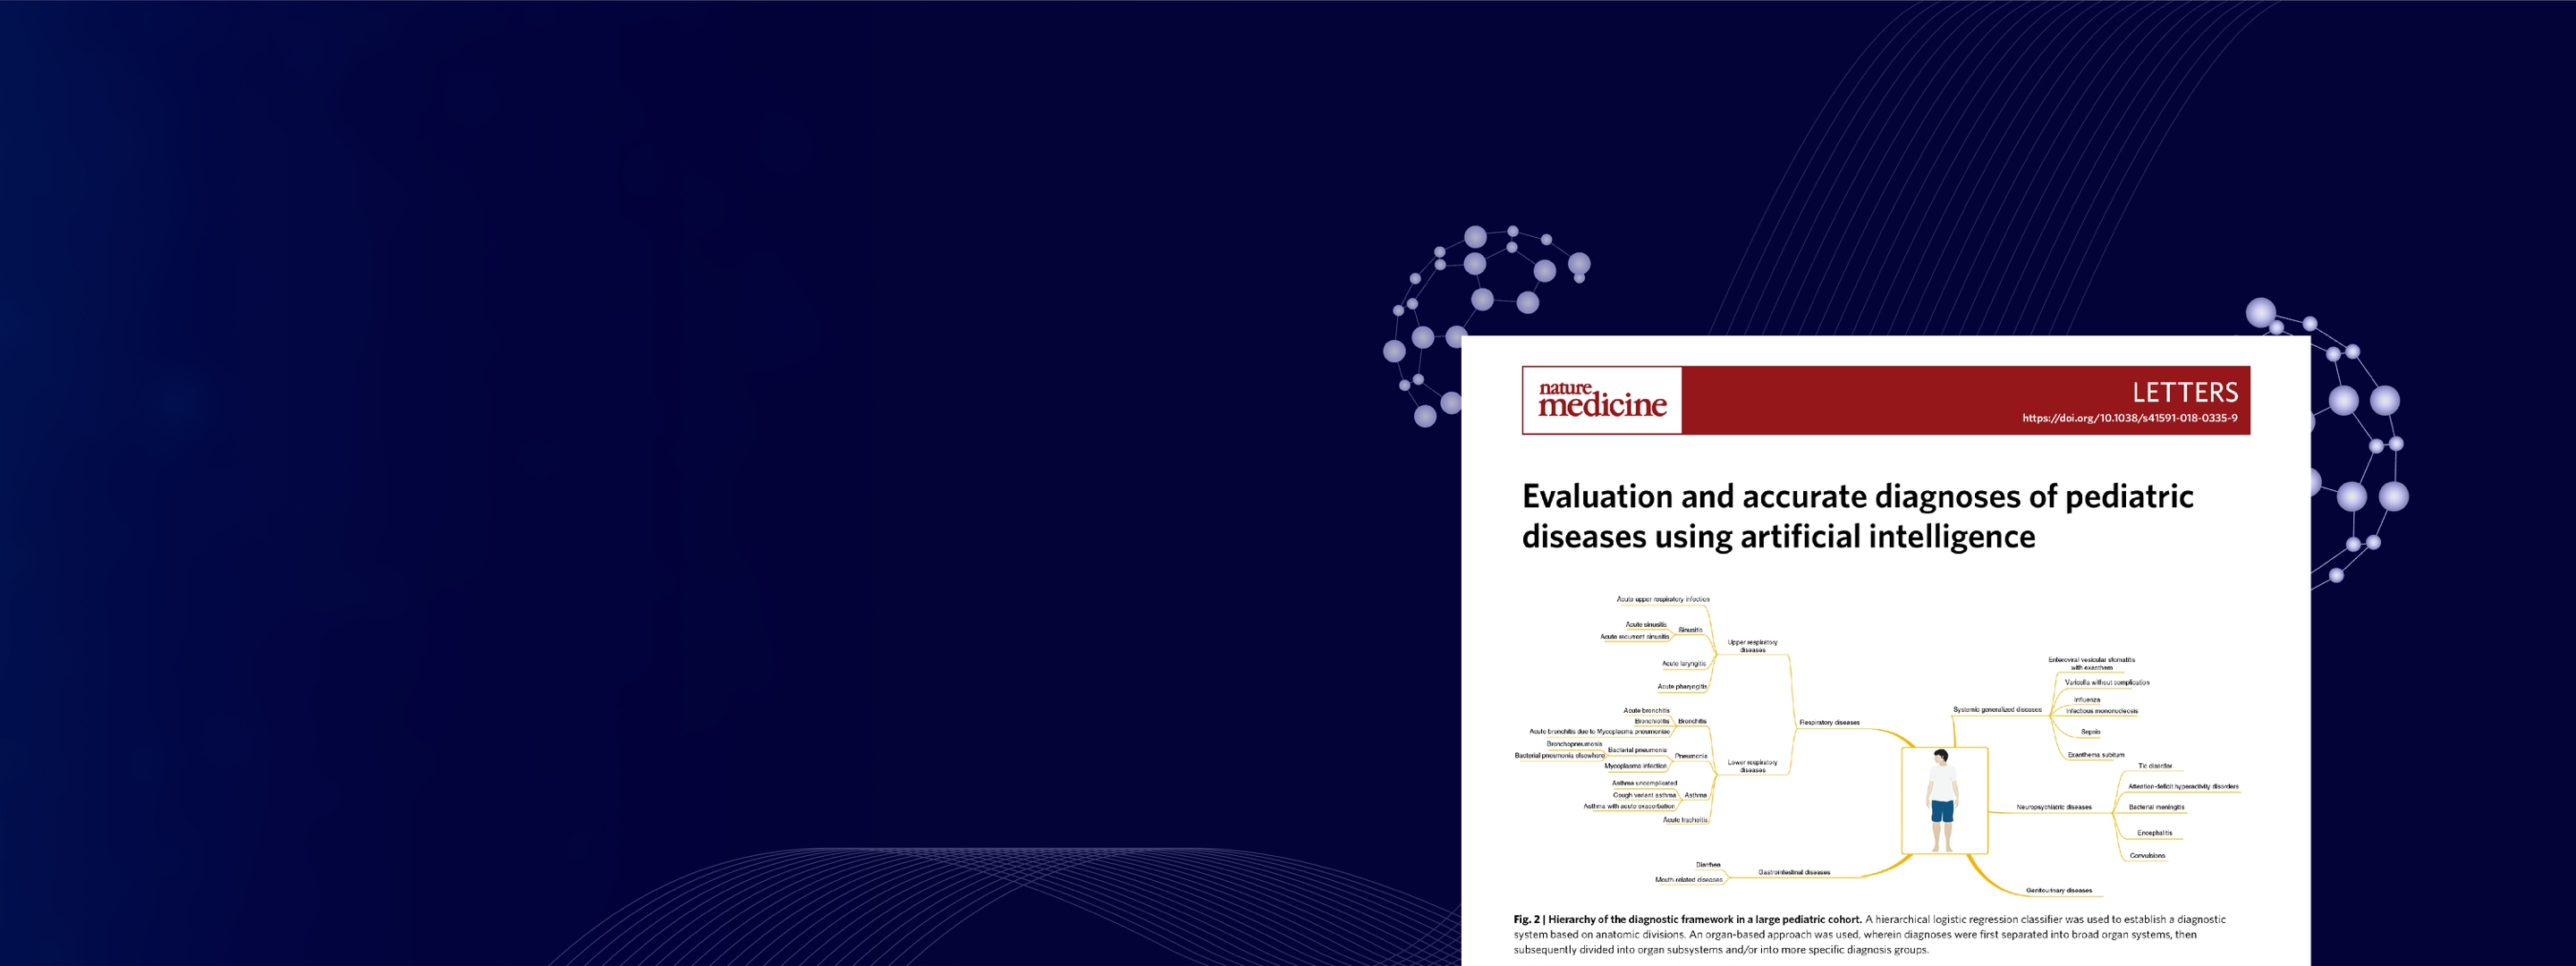 nature
medicine
LETTERS
https://doi.org/10.1038/s41591-018-0335-9
Evaluation and accurate diagnoses of pediatric
diseases using artificial intelligence
Acute upper respiratory infection
Acute sinusitis
Sinusitis
Acute recurrent sinusitis
Upper respiratory
diseases
Acute laryngitis
Acute pharyngitis
Acute bronchitis
Bronchiolitis
Bronchitis
Acute bronchitis due to Mycoplasma pneumoniae
Bronchopneumonia
Bacterial pneumonia
Bacterial pneumonia elsewhere
Pneumonia
Mycoplasma infection
Lower respiratory
diseases
Asthma uncomplicated
Cough variant asthma
Asthma
Asthma with acute exacerbation
Acute tracheitis
Respiratory diseases
Diarrhea
Mouth-related diseases
Gastrointestinal diseases
Systemic generalized diseases
Enteroviral vesicular stomatitis
with exanthem
Varicella without complication
Influenza
Infectious mononucleosis
Sepsis
Exanthema subitum
Neuropsychiatric diseases
Tic disorder
Attention-deficit hyperactivity disorders
Bacterial meningitis
Encephalitis
Convulsions
Genitourinary diseases
Fig. 2 | Hierarchy of the diagnostic framework in a large pediatric cohort. A hierarchical logistic regression classifier was used to establish a diagnostic
system based on anatomic divisions. An organ-based approach was used, wherein diagnoses were first separated into broad organ systems, then
subsequently divided into organ subsystems and/or into more specific diagnosis groups.